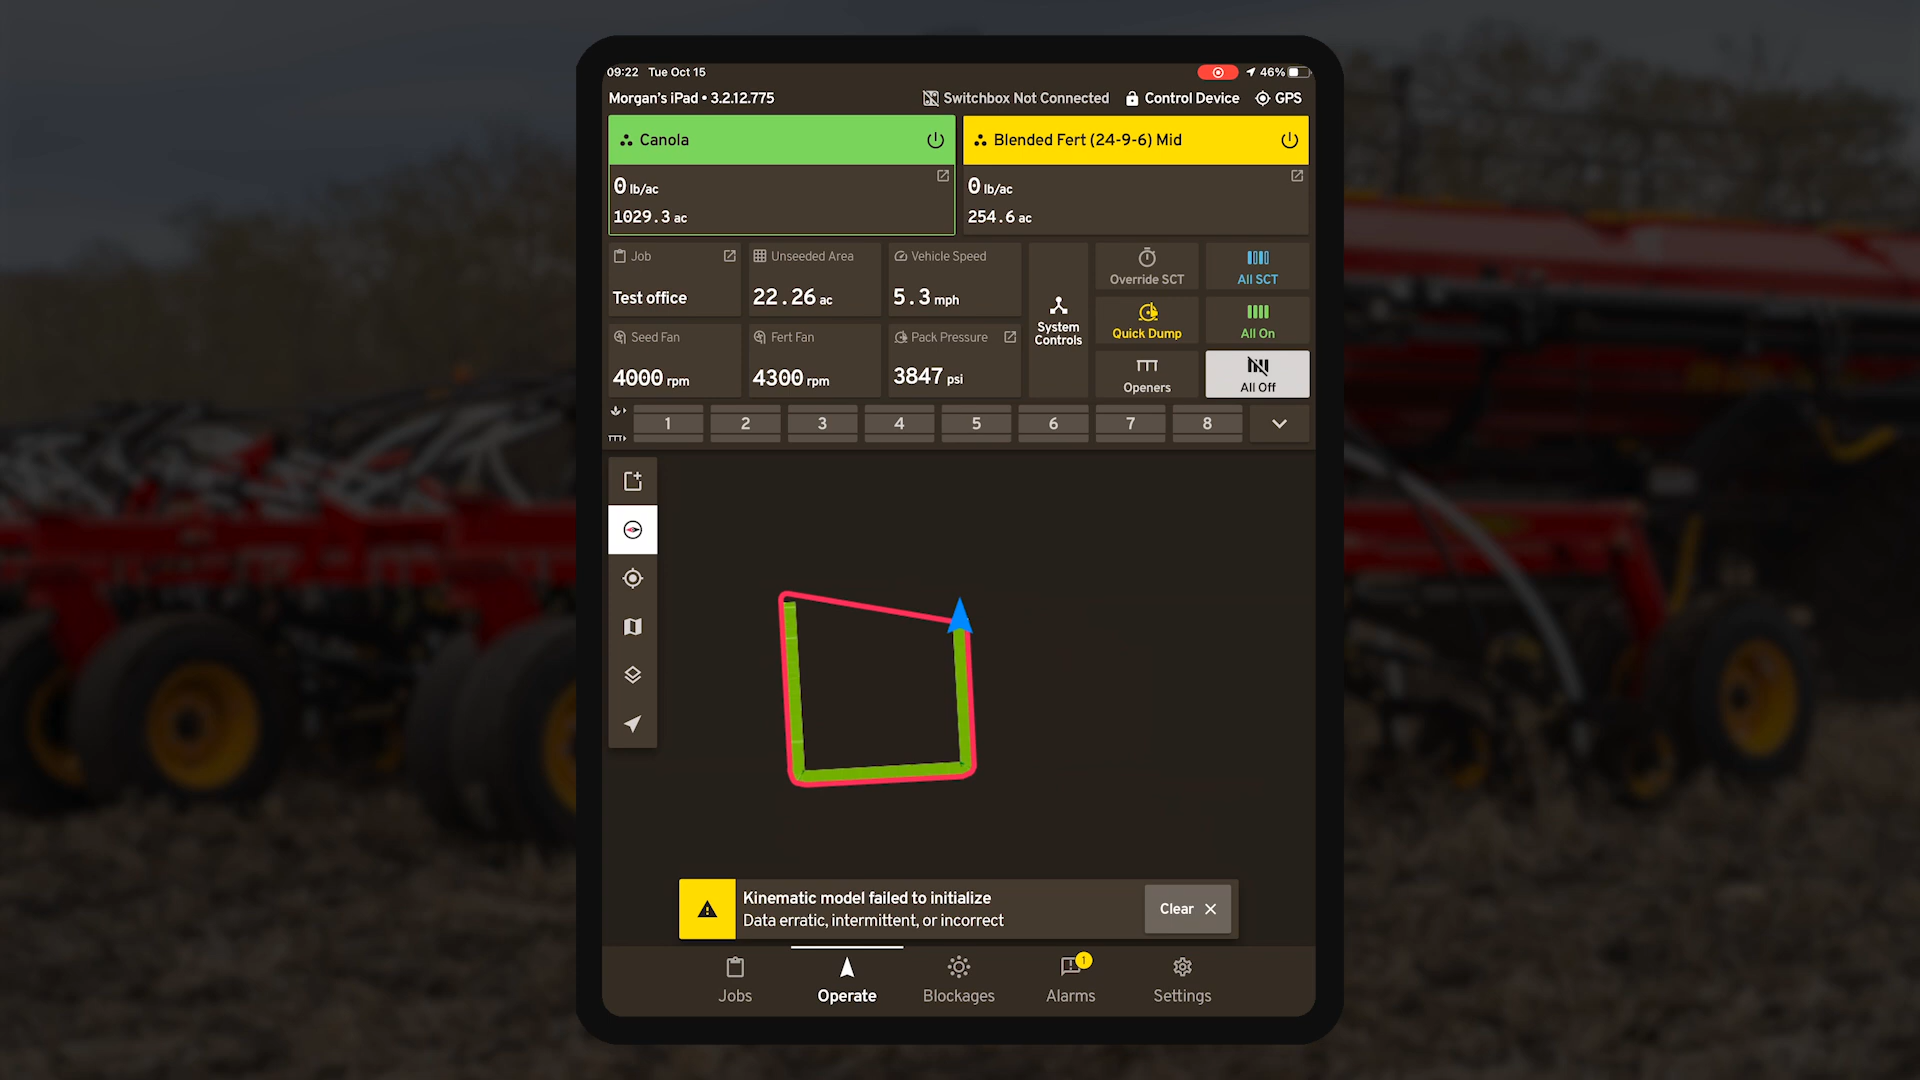 09:22 Tue Oct 15
46%
Morgan's iPad • 3.2.12.775
Switchbox Not Connected
Control Device
GPS
Canola
Blended Fert (24-9-6) Mid
0 lb/ac
1029.3 ac
0 lb/ac
254.6 ac
Job
Test office
Unseeded Area
22.26 ac
Vehicle Speed
5.3 mph
Seed Fan
4000 rpm
Fert Fan
4300 rpm
Pack Pressure
3847 psi
System
Controls
Override SCT
All SCT
Quick Dump
All On
Openers
All Off
1 2 3 4 5 6 7 8
Kinematic model failed to initialize
Data erratic, intermittent, or incorrect
Clear
Jobs
Operate
Blockages
1
Alarms
Settings